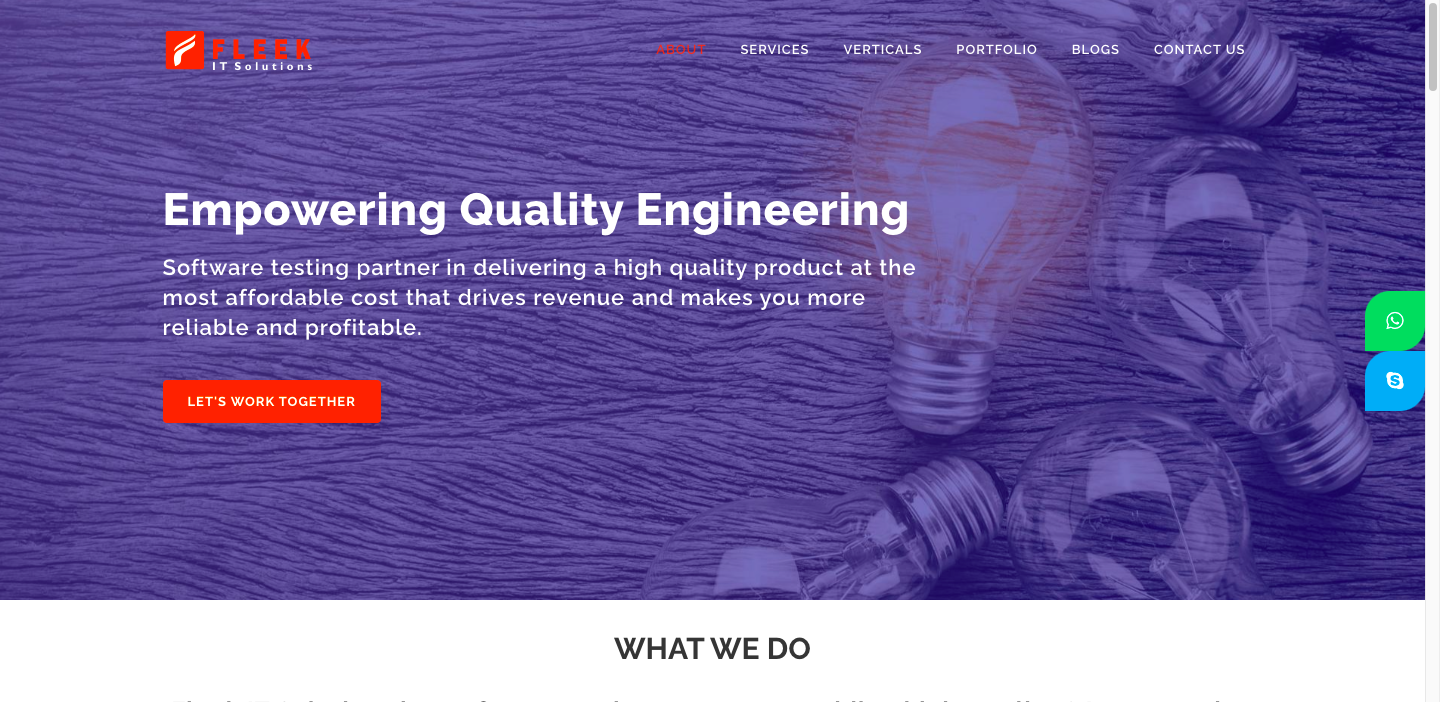 FLEEK
IT Solutions
ABOUT
SERVICES
VERTICALS
PORTFOLIO
BLOGS
CONTACT US
Empowering Quality Engineering
Software testing partner in delivering a high quality product at the
most affordable cost that drives revenue and makes you more
reliable and profitable.
LET'S WORK TOGETHER
WHAT WE DO